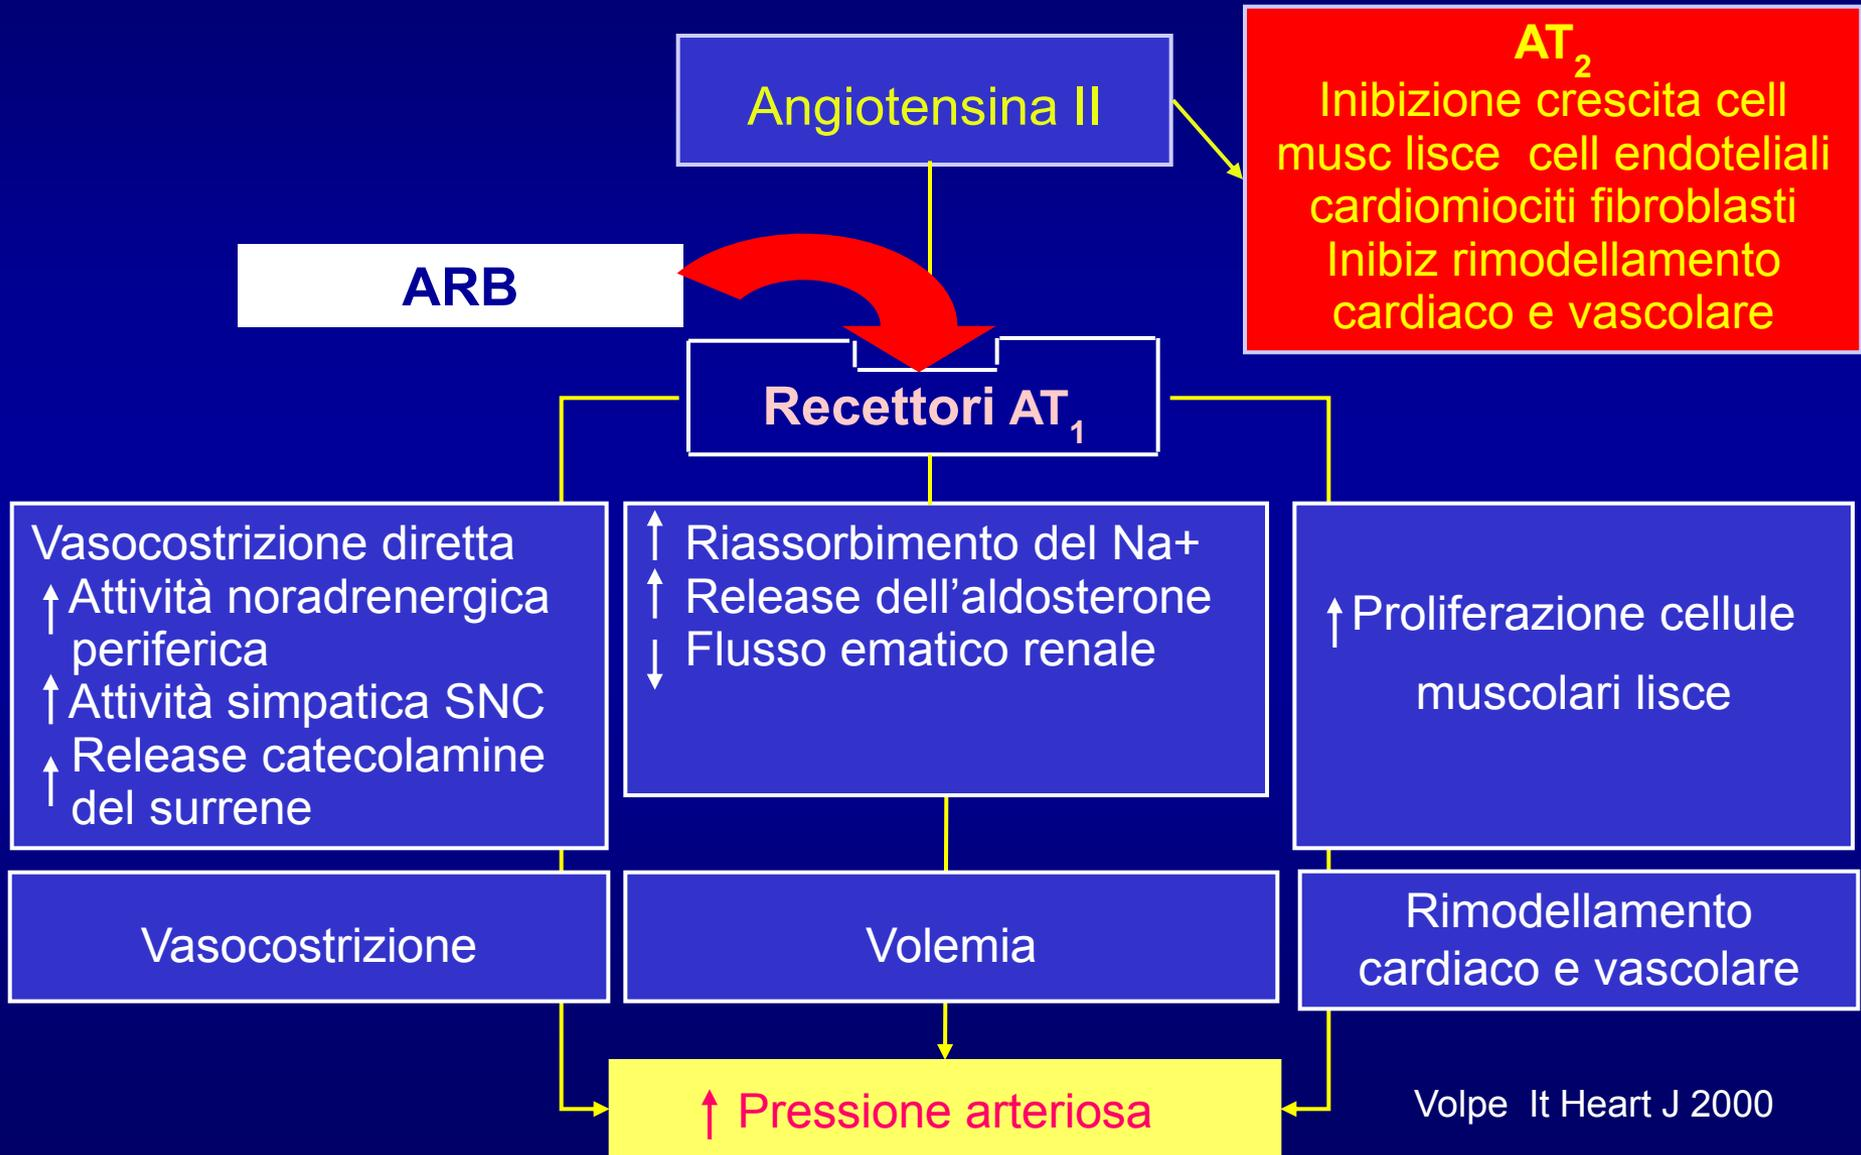 Angiotensina II
AT₂
Inibizione crescita cell
musc lisce  cell endoteliali
cardiomiociti fibroblasti
Inibiz rimodellamento
cardiaco e vascolare
ARB
Recettori AT₁
Vasocostrizione diretta
↑ Attività noradrenergica
periferica
↑ Attività simpatica SNC
↑ Release catecolamine
del surrene
↑ Riassorbimento del Na+
↑ Release dell’aldosterone
↓ Flusso ematico renale
↑ Proliferazione cellule
muscolari lisce
Vasocostrizione
Volemia
Rimodellamento
cardiaco e vascolare
↑ Pressione arteriosa
Volpe  It Heart J 2000